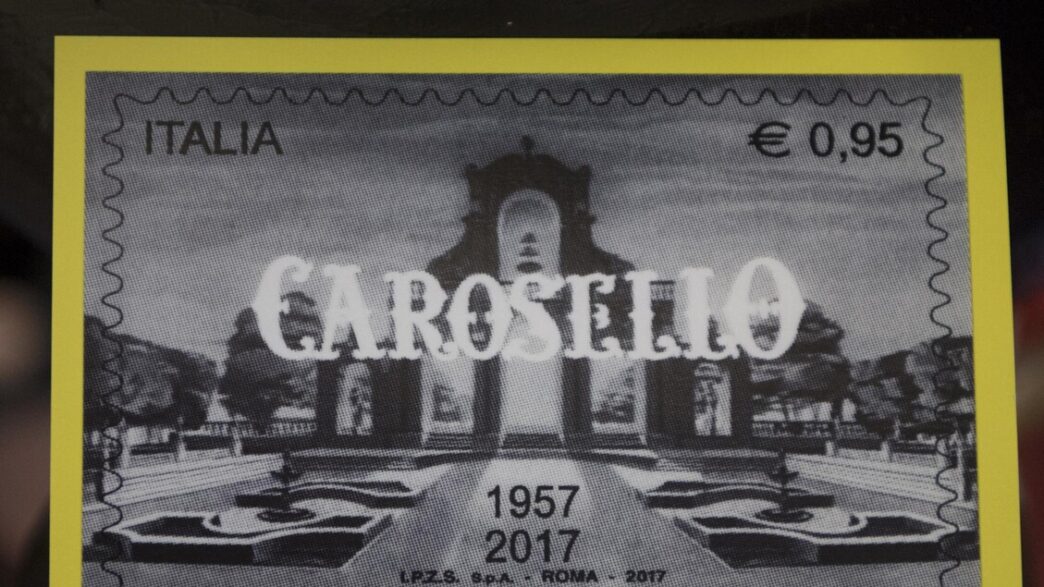 ITALIA
€ 0,95
CAROSELLO
1957
2017
I.P.Z.S. S.p.A. - ROMA - 2017